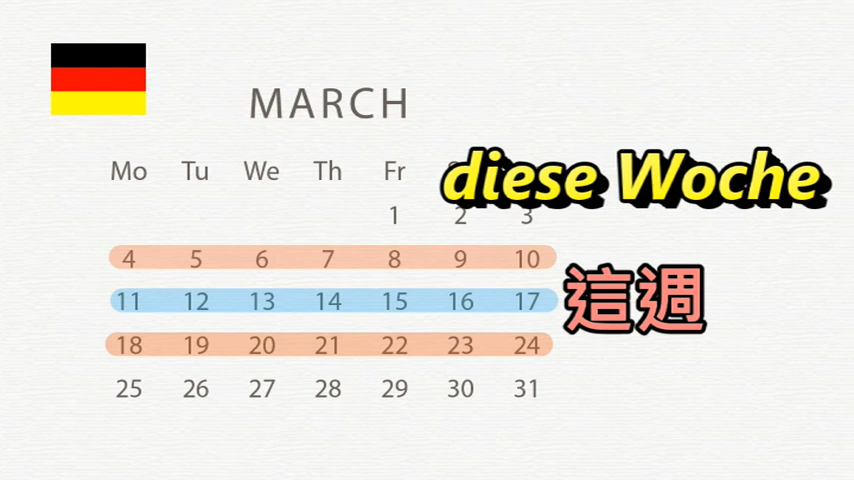 MARCH
Mo Tu We Th Fr
diese Woche
1 2 3
4 5 6 7 8 9 10
11 12 13 14 15 16 17
這週
18 19 20 21 22 23 24
25 26 27 28 29 30 31